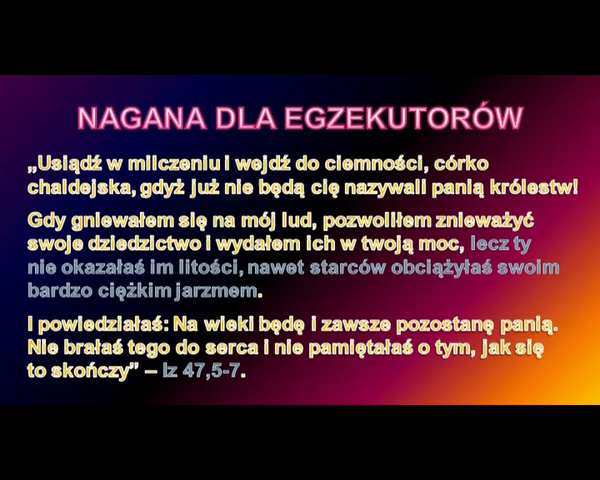 NAGANA DLA EGZEKUTORÓW
„Usiądź w milczeniu i wejdź do ciemności, córko
chaldejska, gdyż już nie będą cię nazywali panią królestw!
Gdy gniewałem się na mój lud, pozwoliłem znieważyć
swoje dziedzictwo i wydałem ich w twoją moc, lecz ty
nie okazałaś im litości, nawet starców obciążyłaś swoim
bardzo ciężkim jarzmem.
I powiedziałaś: Na wieki będę i zawsze pozostanę panią.
Nie brałaś tego do serca i nie pamiętałaś o tym, jak się
to skończy” – Iz 47,5-7.